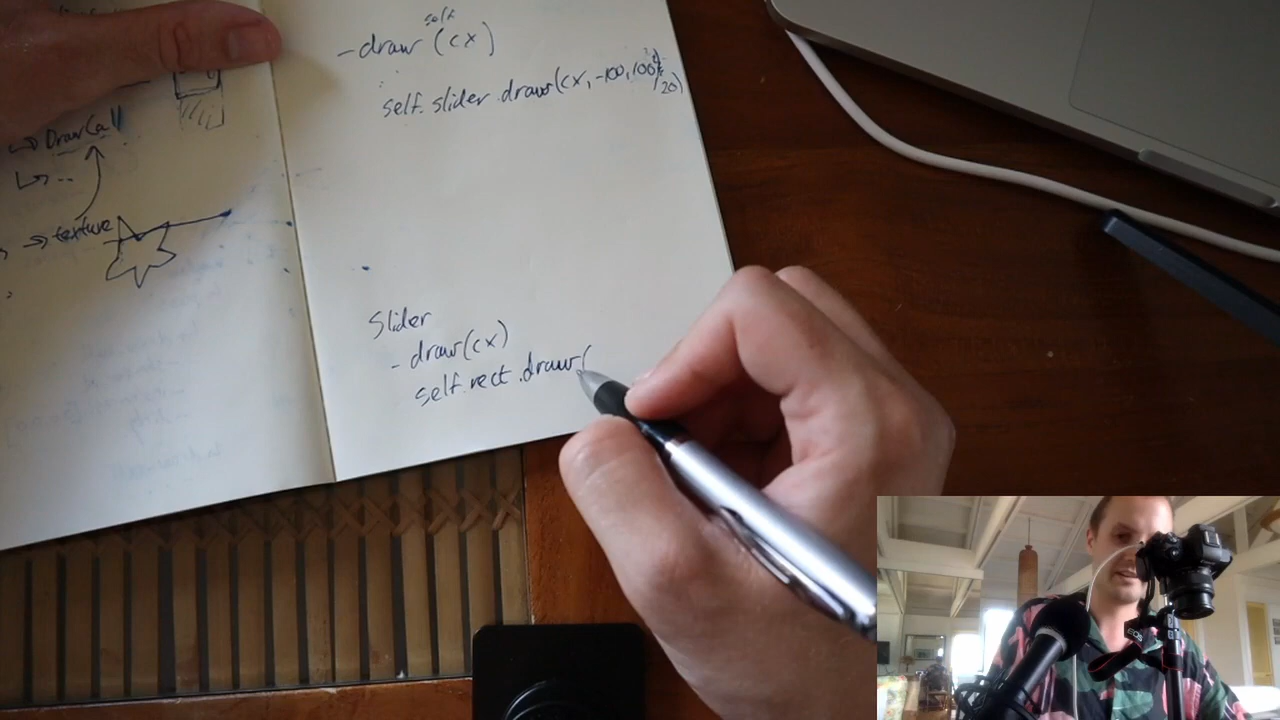 DrawCall
texture
self
-draw (cx)
self.slider.draw(cx, -100, 100,
20)
Slider
- draw(cx)
self.rect.draw(